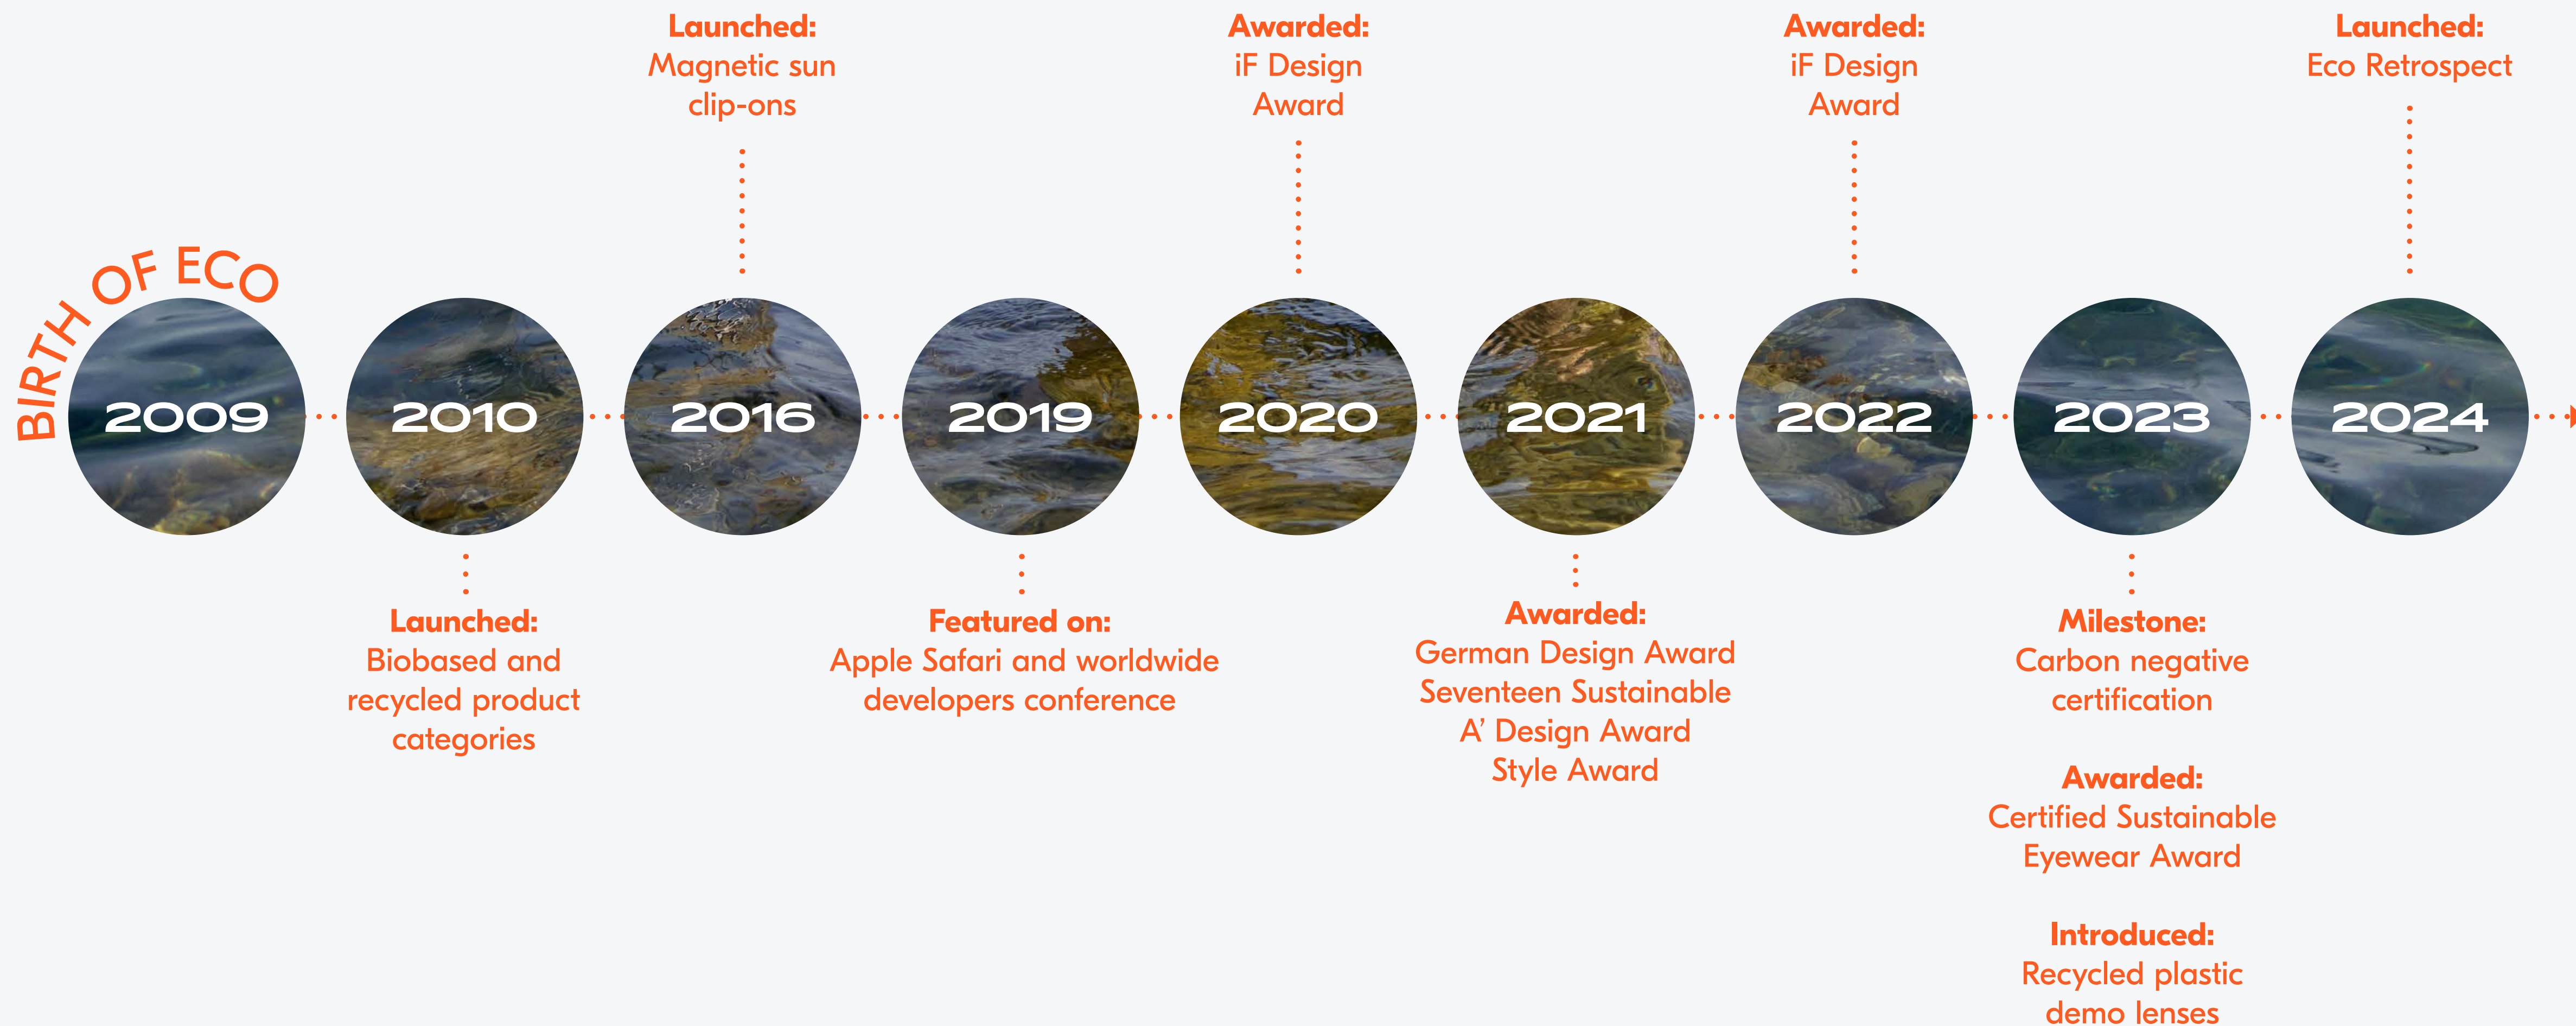 BIRTH OF ECO
2009
2010
Launched:
Biobased and
recycled product
categories
Launched:
Magnetic sun
clip-ons
2016
2019
Featured on:
Apple Safari and worldwide
developers conference
Awarded:
iF Design
Award
2020
2021
Awarded:
German Design Award
Seventeen Sustainable
A’ Design Award
Style Award
Awarded:
iF Design
Award
2022
2023
Milestone:
Carbon negative
certification
Awarded:
Certified Sustainable
Eyewear Award
Introduced:
Recycled plastic
demo lenses
Launched:
Eco Retrospect
2024